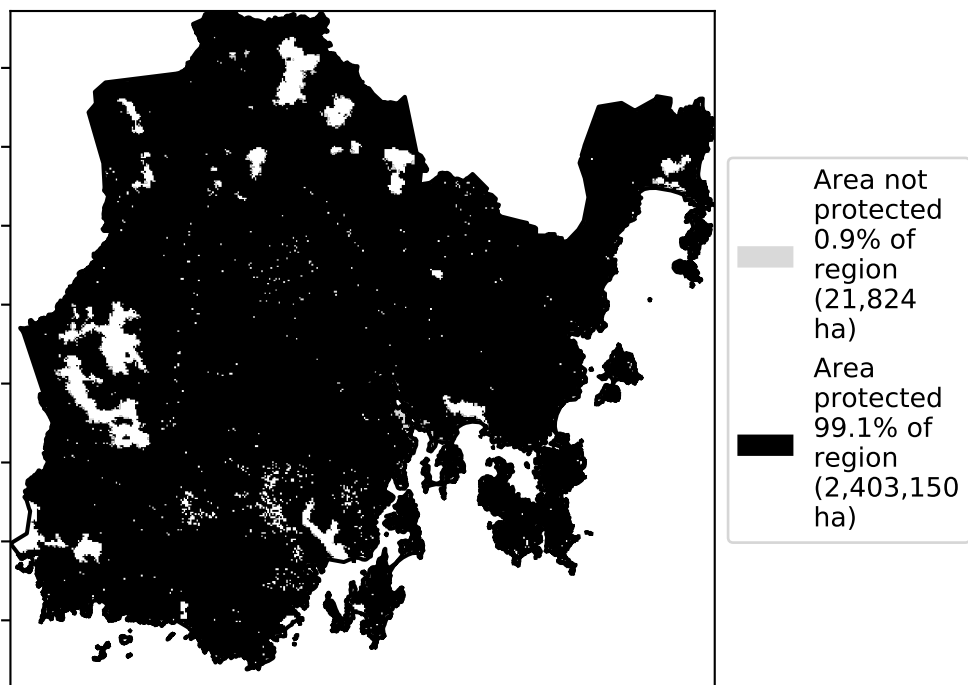 Area not
protected
0.9% of
region
(21,824
ha)
Area
protected
99.1% of
region
(2,403,150
ha)